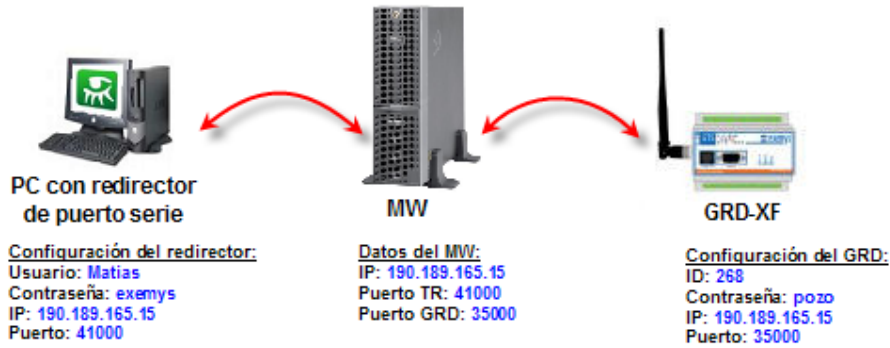 PC con redirector
de puerto serie
Configuración del redirector:
Usuario: Matias
Contraseña: exemys
IP: 190.189.165.15
Puerto: 41000
MW
Datos del MW:
IP: 190.189.165.15
Puerto TR: 41000
Puerto GRD: 35000
GRD-XF
Configuración del GRD:
ID: 268
Contraseña: pozo
IP: 190.189.165.15
Puerto: 35000